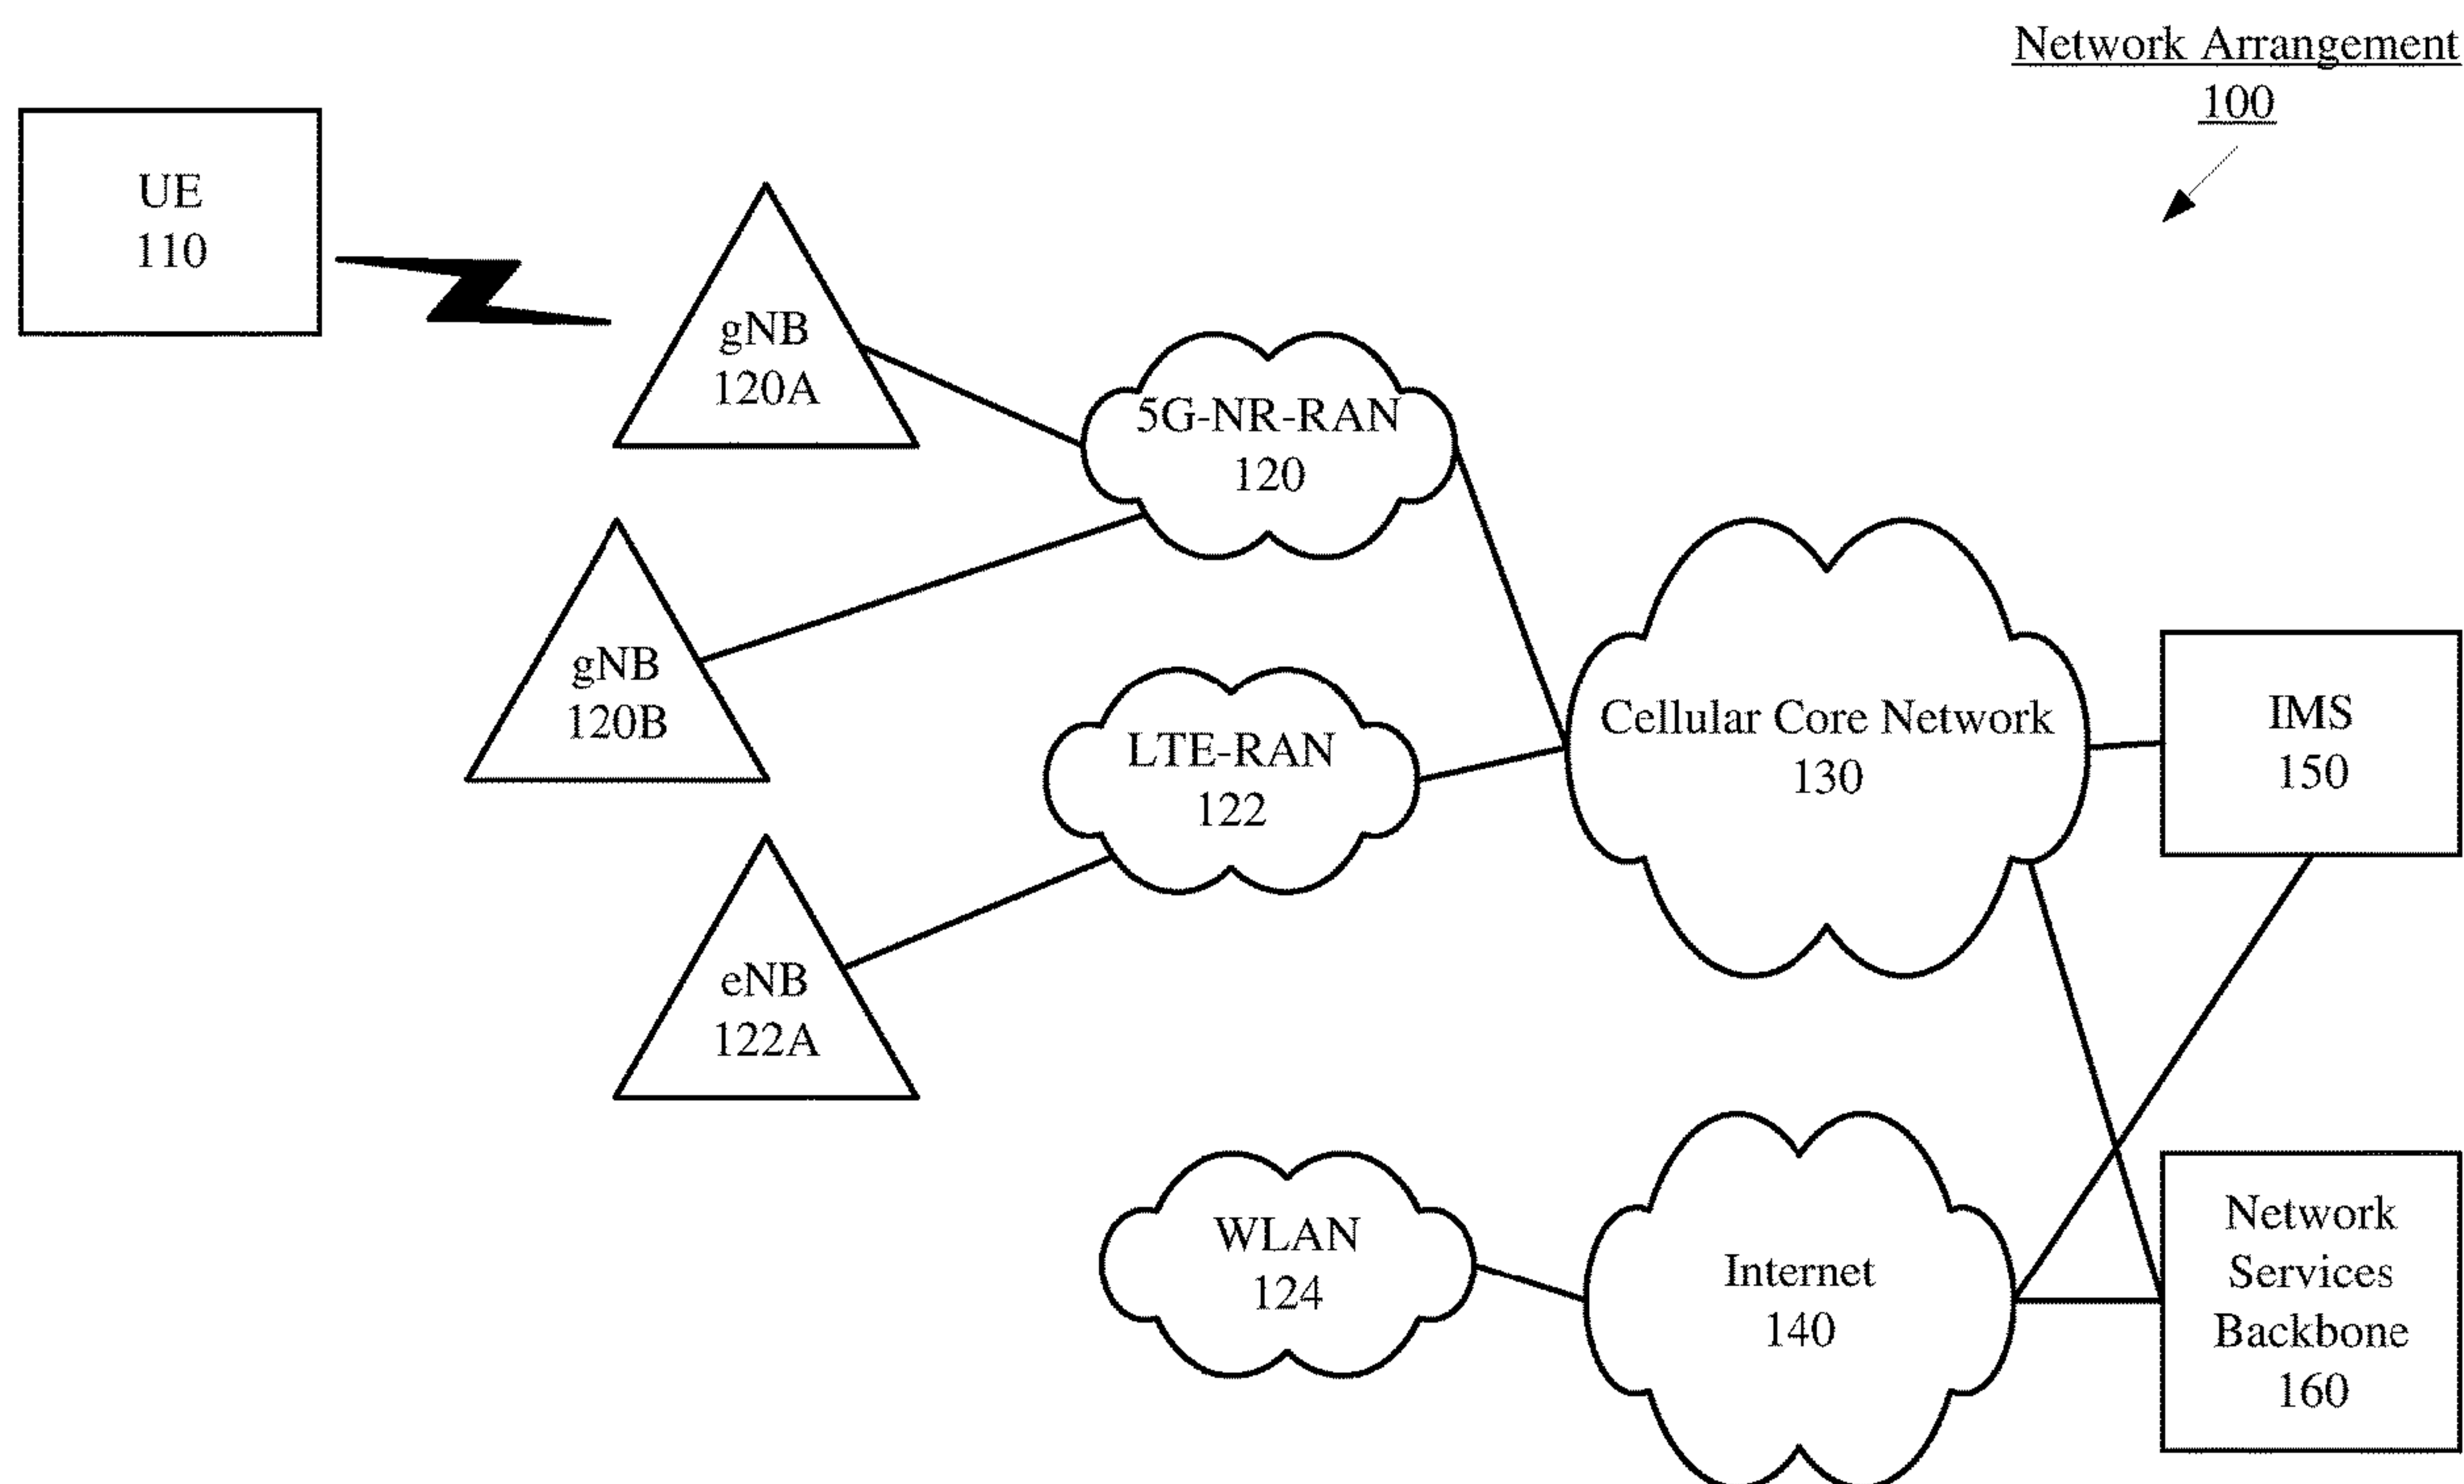 Network Arrangement
100
UE
110
gNB
120A
5G-NR-RAN
120
gNB
120B
LTE-RAN
122
Cellular Core Network
130
IMS
150
eNB
122A
WLAN
124
Internet
140
Network
Services
Backbone
160